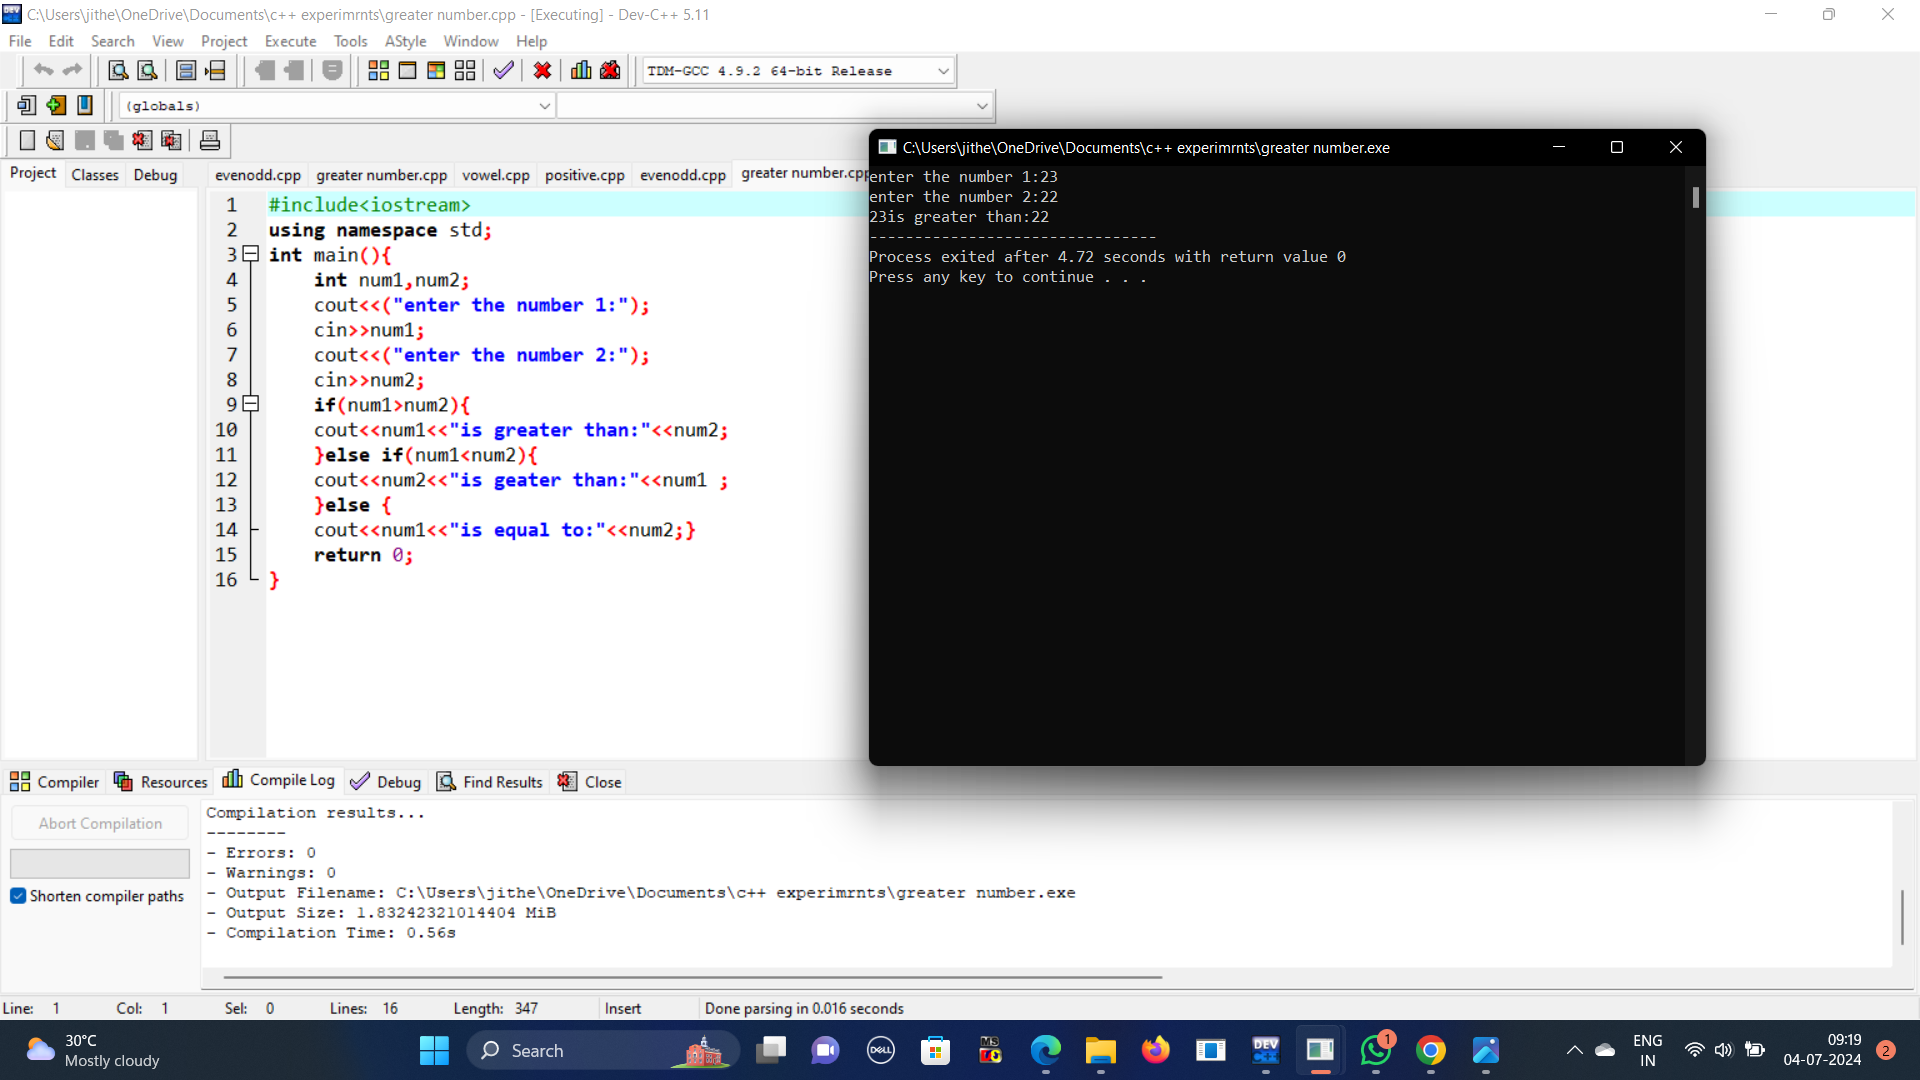 C:\Users\jithe\OneDrive\Documents\c++ experimrnts\greater number.cpp - [Executing] - Dev-C++ 5.11
File Edit Search View Project Execute Tools AStyle Window Help
TDM-GCC 4.9.2 64-bit Release
(globals)
Project Classes Debug
evenodd.cpp greater number.cpp vowel.cpp positive.cpp evenodd.cpp greater number.cpp
1 #include<iostream>
2 using namespace std;
3 int main(){
4 int num1,num2;
5 cout<<("enter the number 1:");
6 cin>>num1;
7 cout<<("enter the number 2:");
8 cin>>num2;
9 if(num1>num2){
10 cout<<num1<<"is greater than:"<<num2;
11 }else if(num1<num2){
12 cout<<num2<<"is geater than:"<<num1 ;
13 }else {
14 cout<<num1<<"is equal to:"<<num2;}
15 return 0;
16 }
C:\Users\jithe\OneDrive\Documents\c++ experimrnts\greater number.exe
enter the number 1:23
enter the number 2:22
23is greater than:22
--------------------------------
Process exited after 4.72 seconds with return value 0
Press any key to continue . . .
Compiler Resources Compile Log Debug Find Results Close
Abort Compilation
Shorten compiler paths
Compilation results...
--------
- Errors: 0
- Warnings: 0
- Output Filename: C:\Users\jithe\OneDrive\Documents\c++ experimrnts\greater number.exe
- Output Size: 1.83242321014404 MiB
- Compilation Time: 0.56s
Line: 1 Col: 1 Sel: 0 Lines: 16 Length: 347 Insert Done parsing in 0.016 seconds
30°C
Mostly cloudy
Search
DELL
DEV
C++
1
ENG
IN
09:19
04-07-2024
2